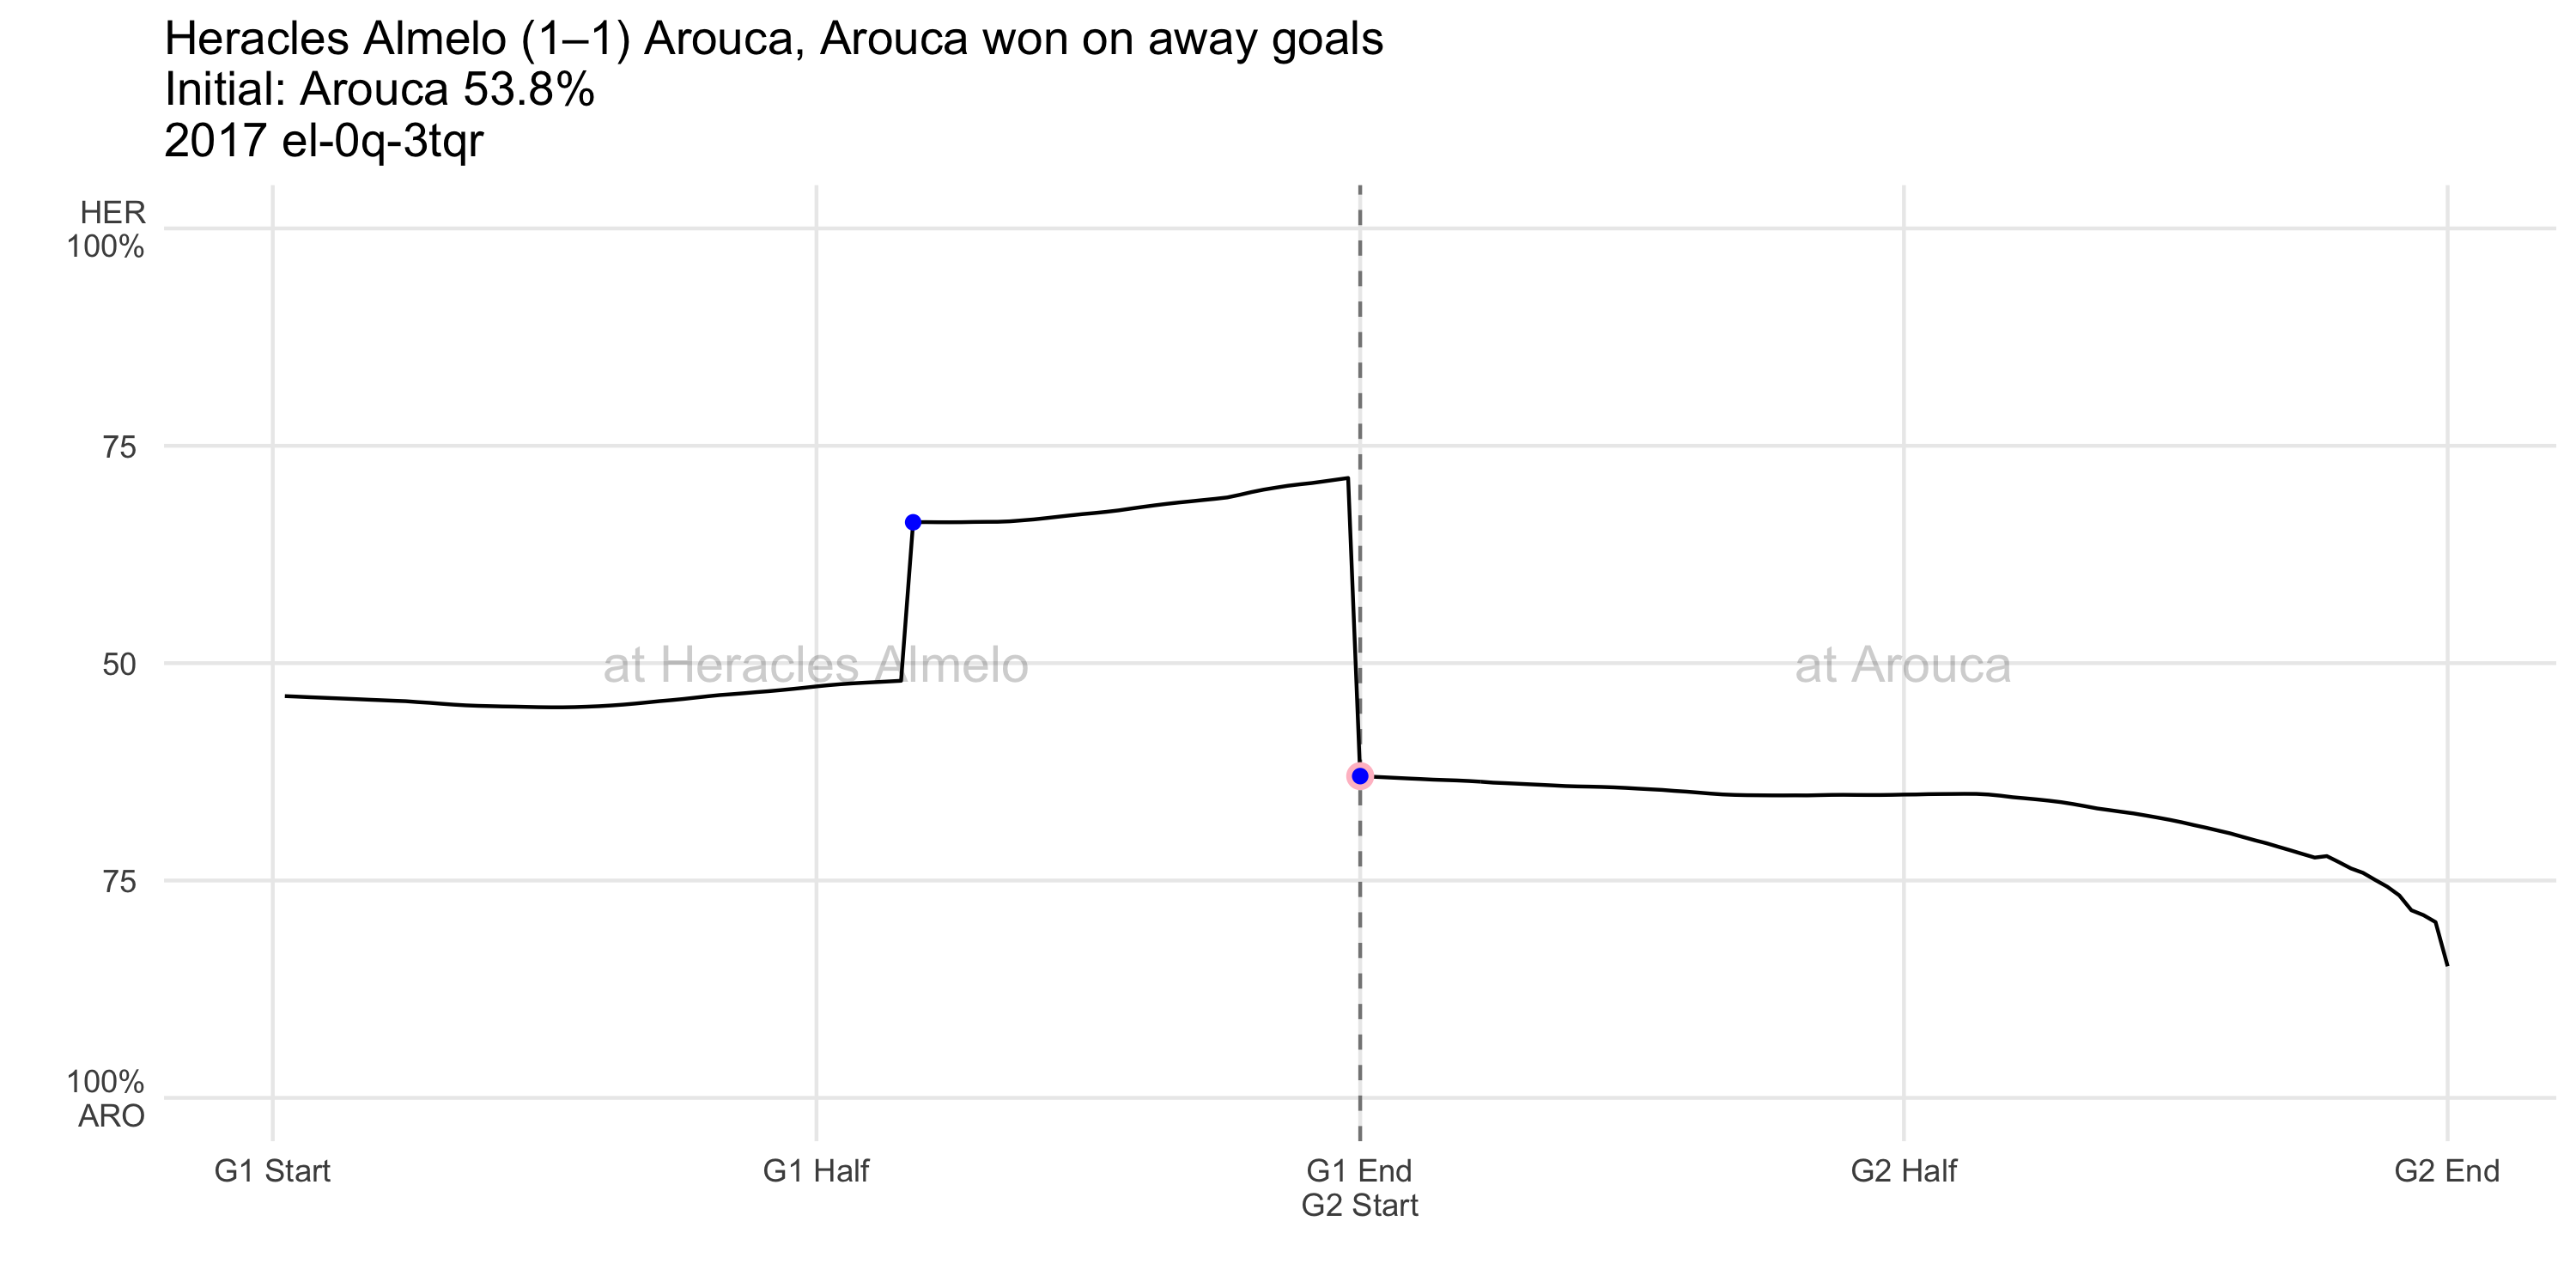 Heracles Almelo (1–1) Arouca, Arouca won on away goals
Initial: Arouca 53.8%
2017 el-0q-3tqr
HER
100%
75
50
75
100%
ARO
at Heracles Almelo
at Arouca
G1 Start
G1 Half
G1 End
G2 Start
G2 Half
G2 End